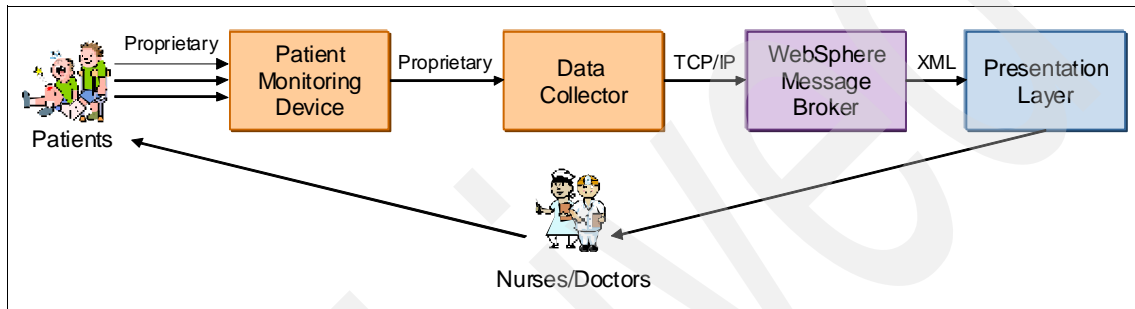 Proprietary
Patient
Monitoring
Device
Proprietary
Data
Collector
TCP/IP
WebSphere
Message
Broker
XML
Presentation
Layer
Patients
Nurses/Doctors